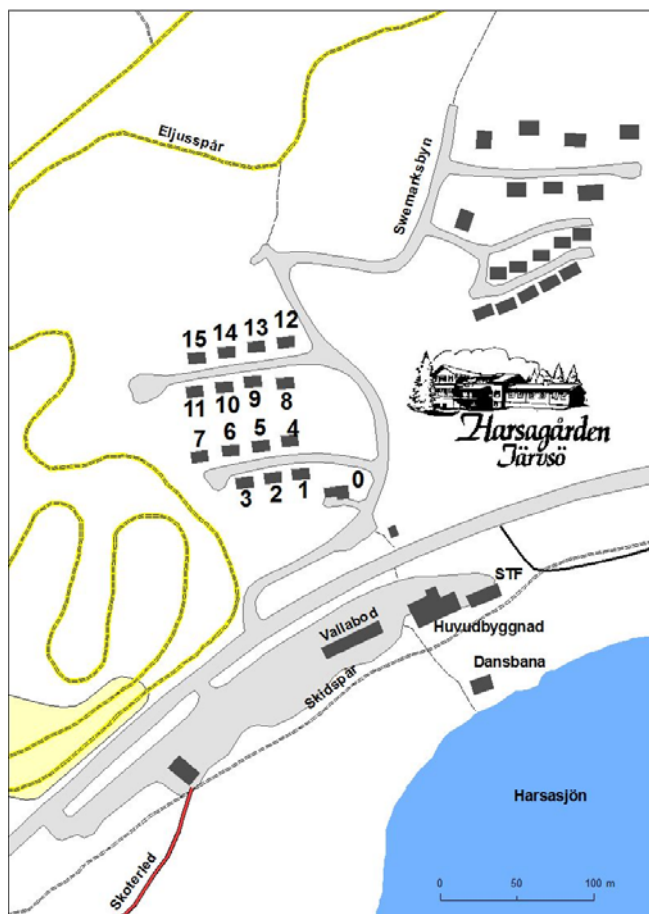 Eljusspår
Swemarksbyn
15 14 13 12
11 10 9 8
7 6 5 4
3 2 1 0
Harsagården
Järvsö
STF
Vallabod
Huvudbyggnad
Dansbana
Skidspår
Harsasjön
Skoterled
0 50 100 m